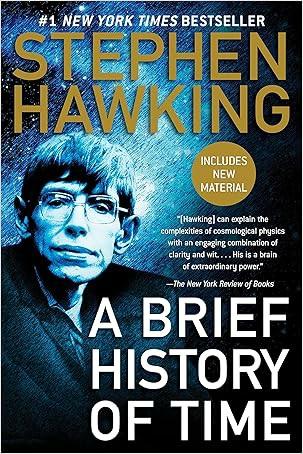 #1 NEW YORK TIMES BESTSELLER
STEPHEN
HAWKING
INCLUDES
NEW
MATERIAL
"[Hawking] can explain the
complexities of cosmological physics
with an engaging combination of
clarity and wit. . . . His is a brain
of extraordinary power."
—The New York Review of Books
A BRIEF
HISTORY
OF TIME